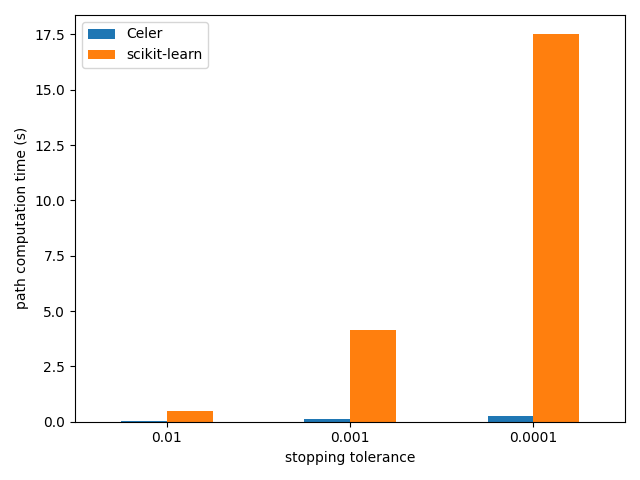 Celer
scikit-learn
17.5
15.0
12.5
10.0
7.5
5.0
2.5
0.0
path computation time (s)
0.01 0.001 0.0001
stopping tolerance